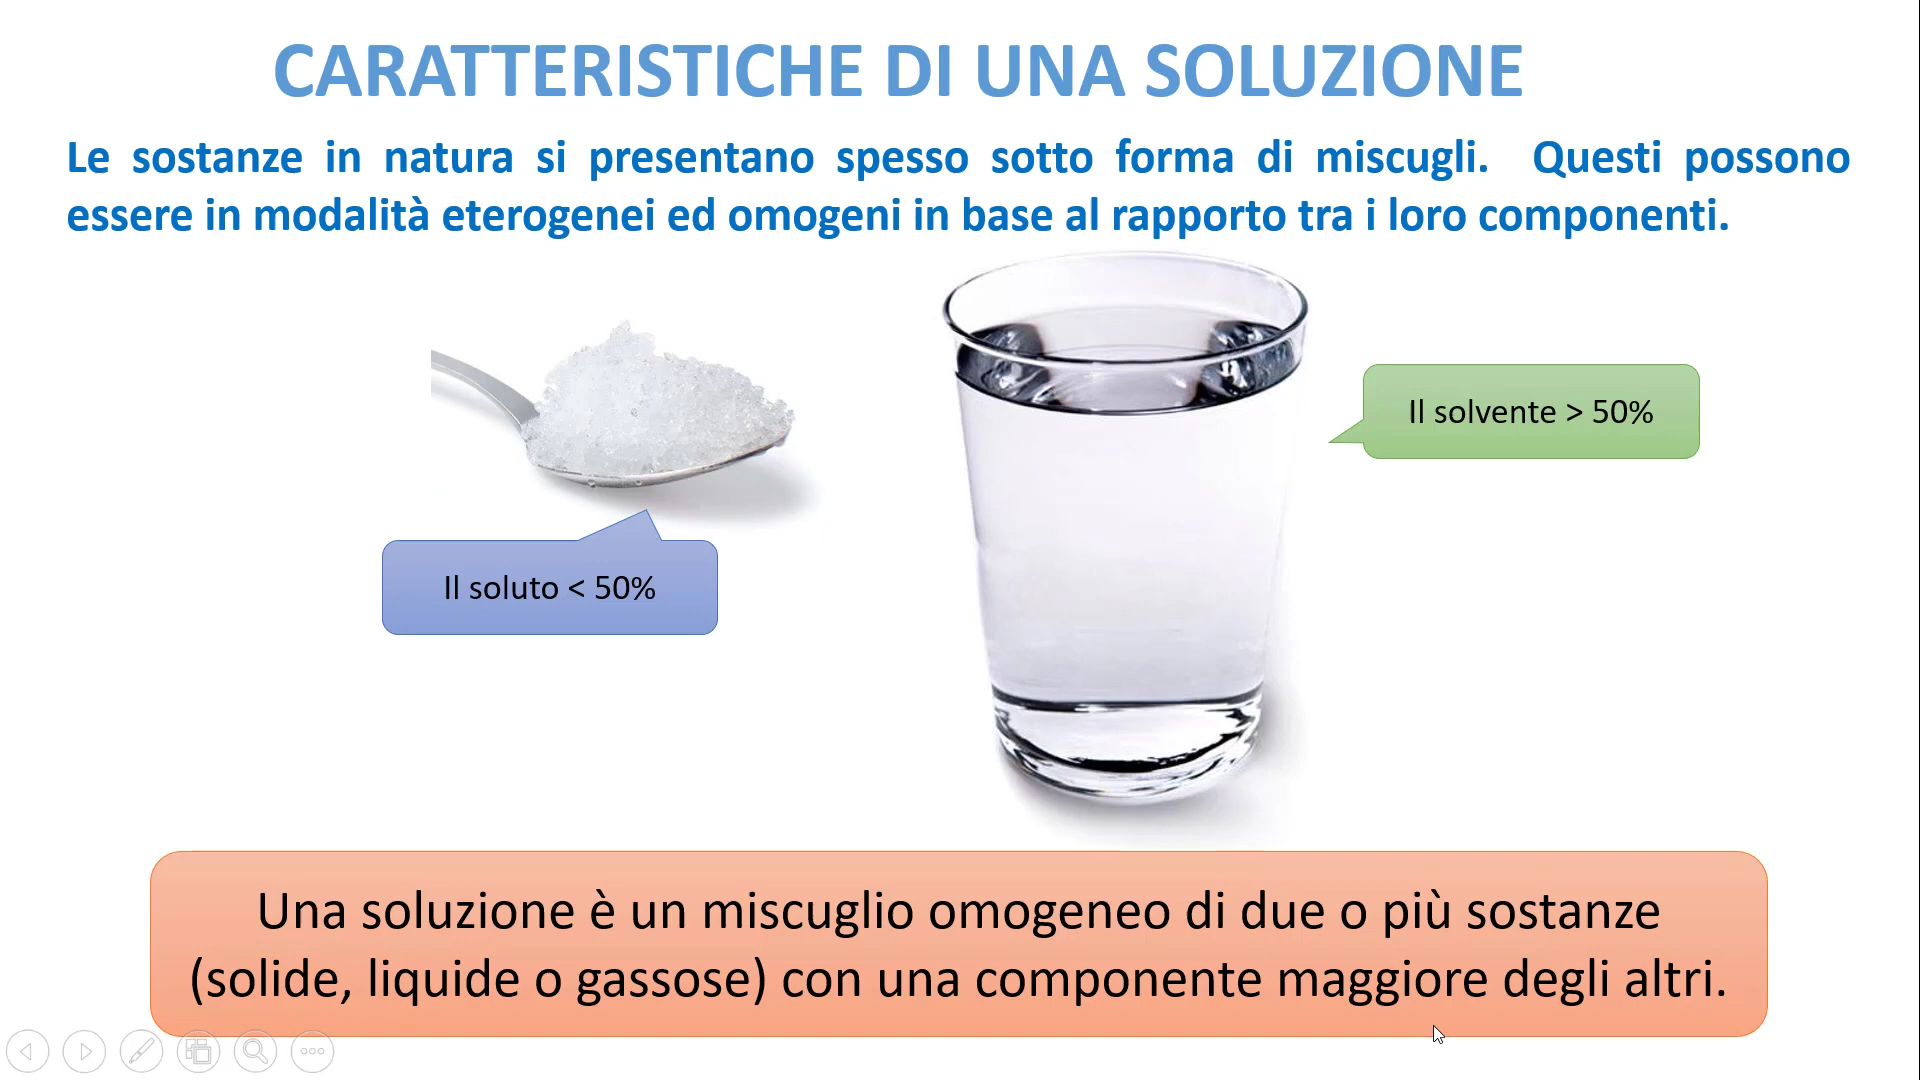 CARATTERISTICHE DI UNA SOLUZIONE
Le sostanze in natura si presentano spesso sotto forma di miscugli. Questi possono
essere in modalità eterogenei ed omogeni in base al rapporto tra i loro componenti.
Il solvente > 50%
Il soluto < 50%
Una soluzione è un miscuglio omogeneo di due o più sostanze
(solide, liquide o gassose) con una componente maggiore degli altri.